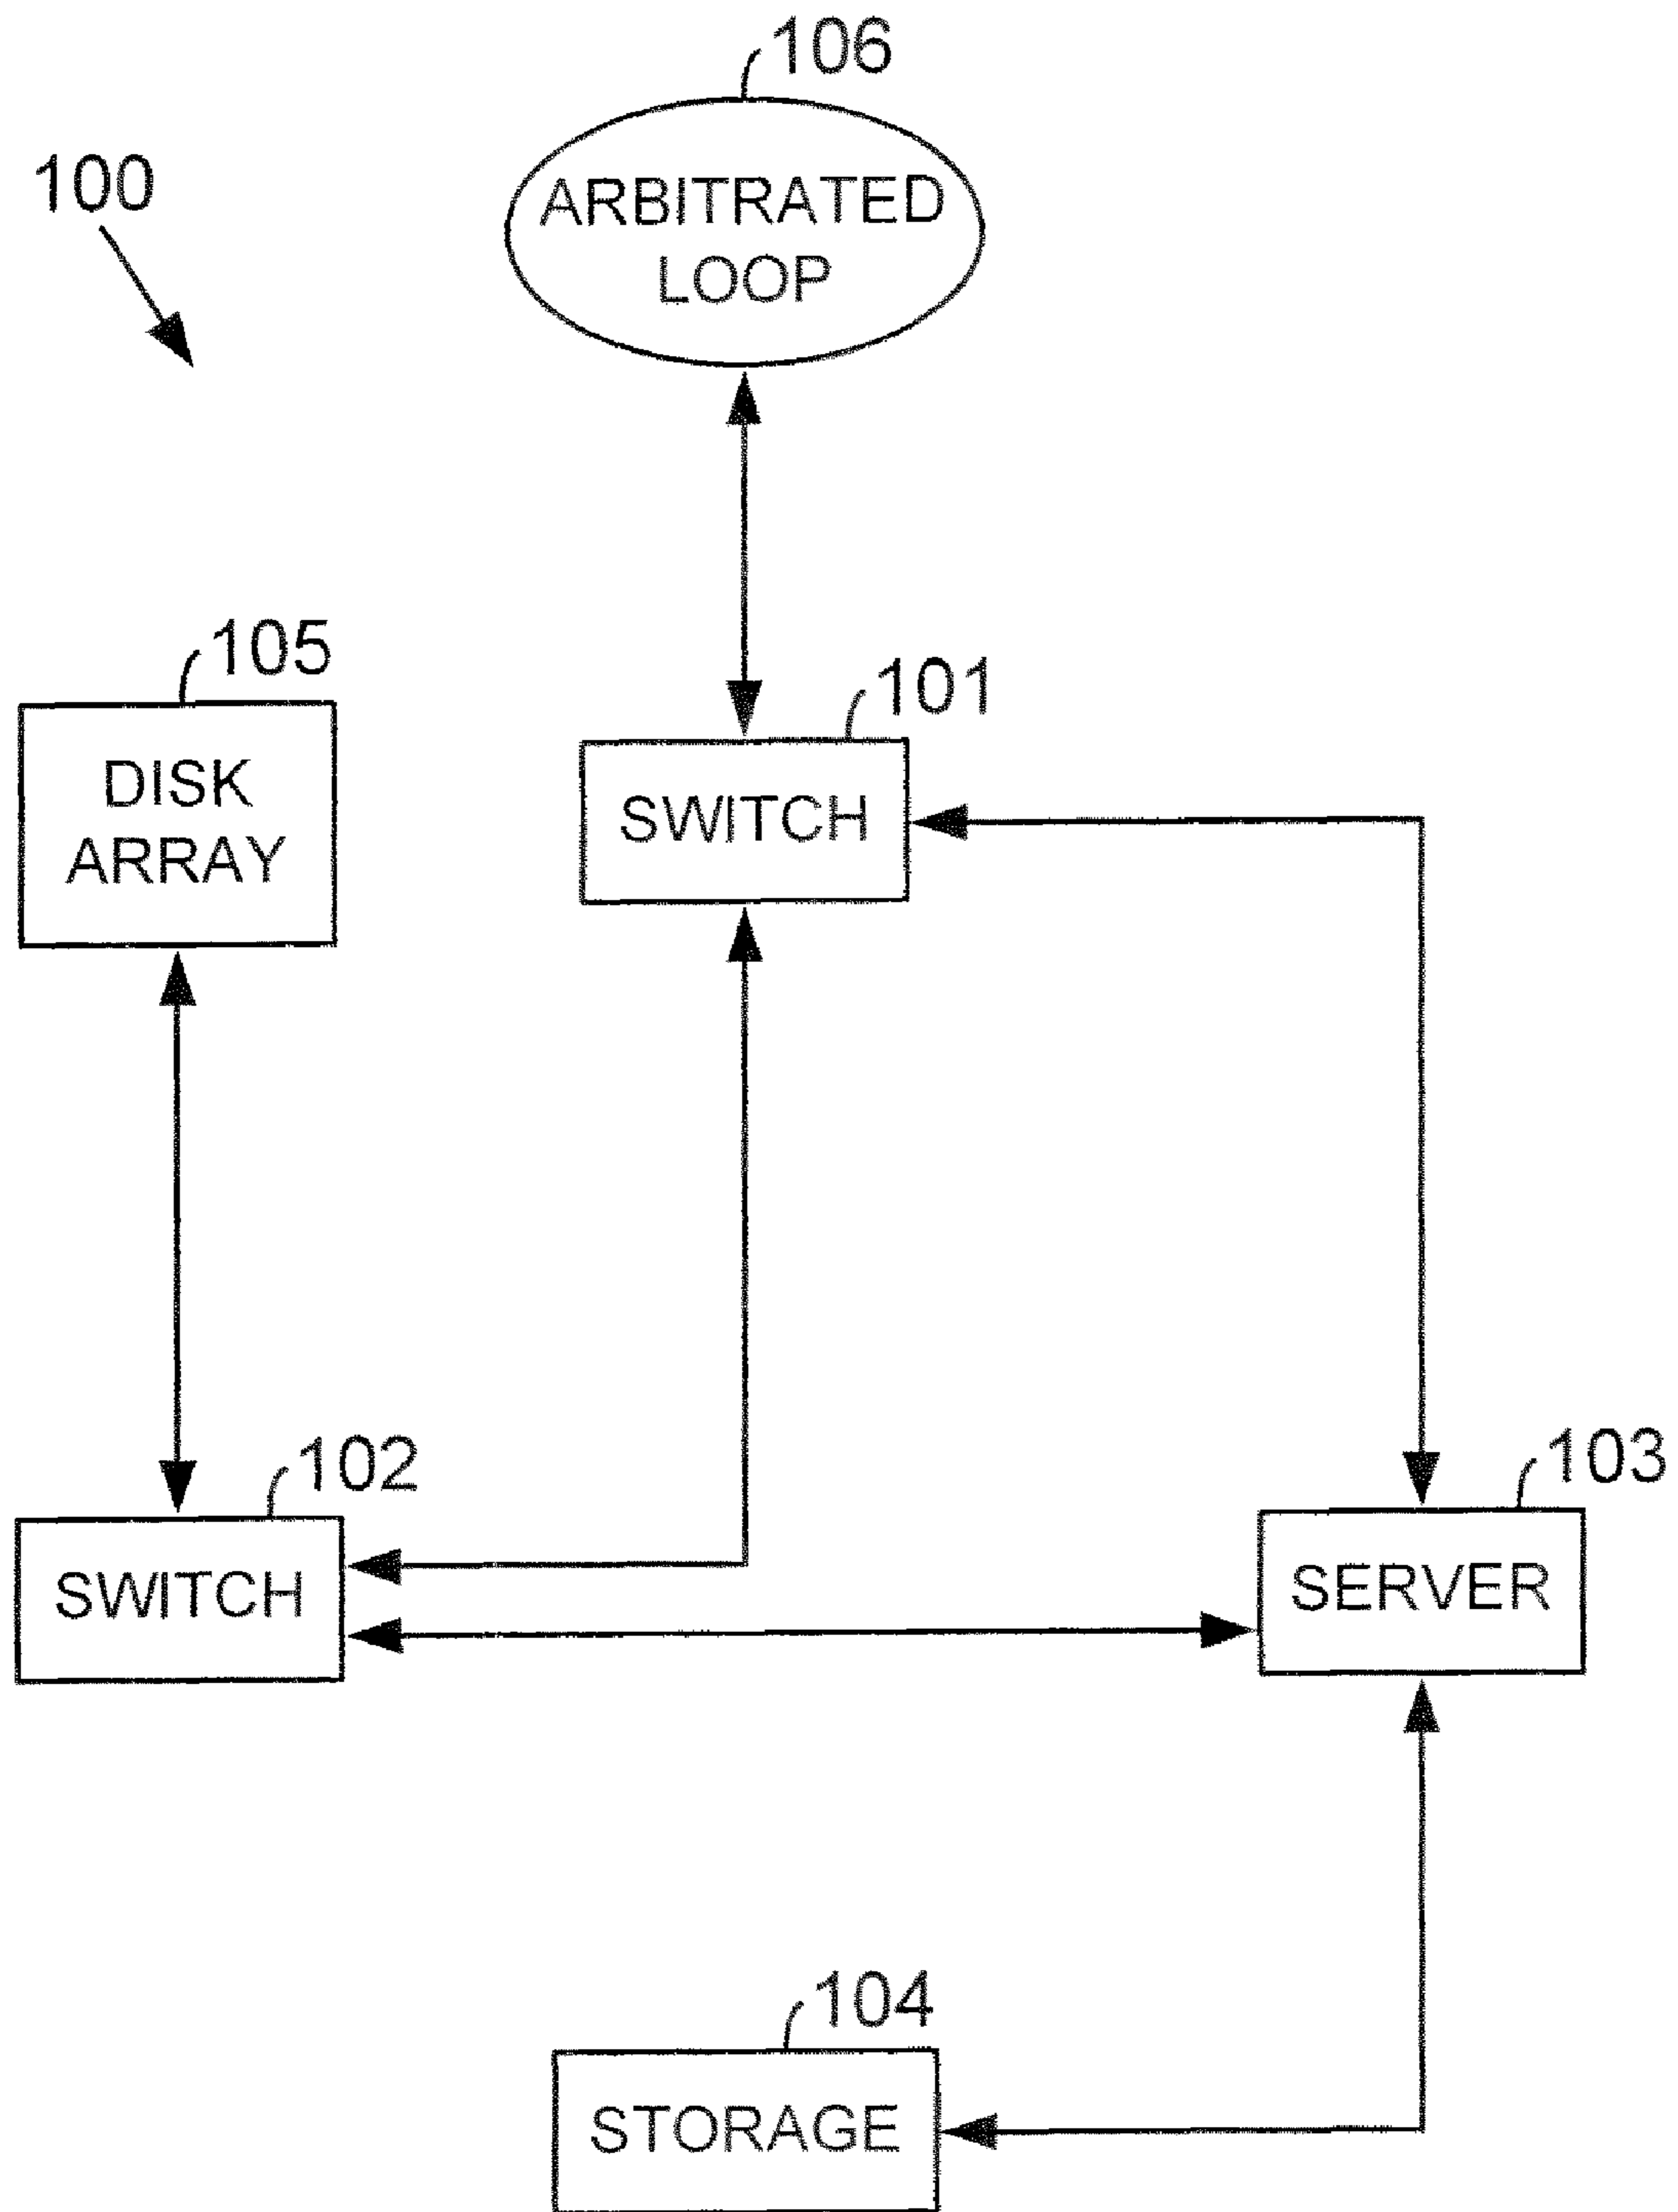 106
100
ARBITRATED
LOOP
105
101
DISK
ARRAY
SWITCH
102
103
SWITCH
SERVER
104
STORAGE